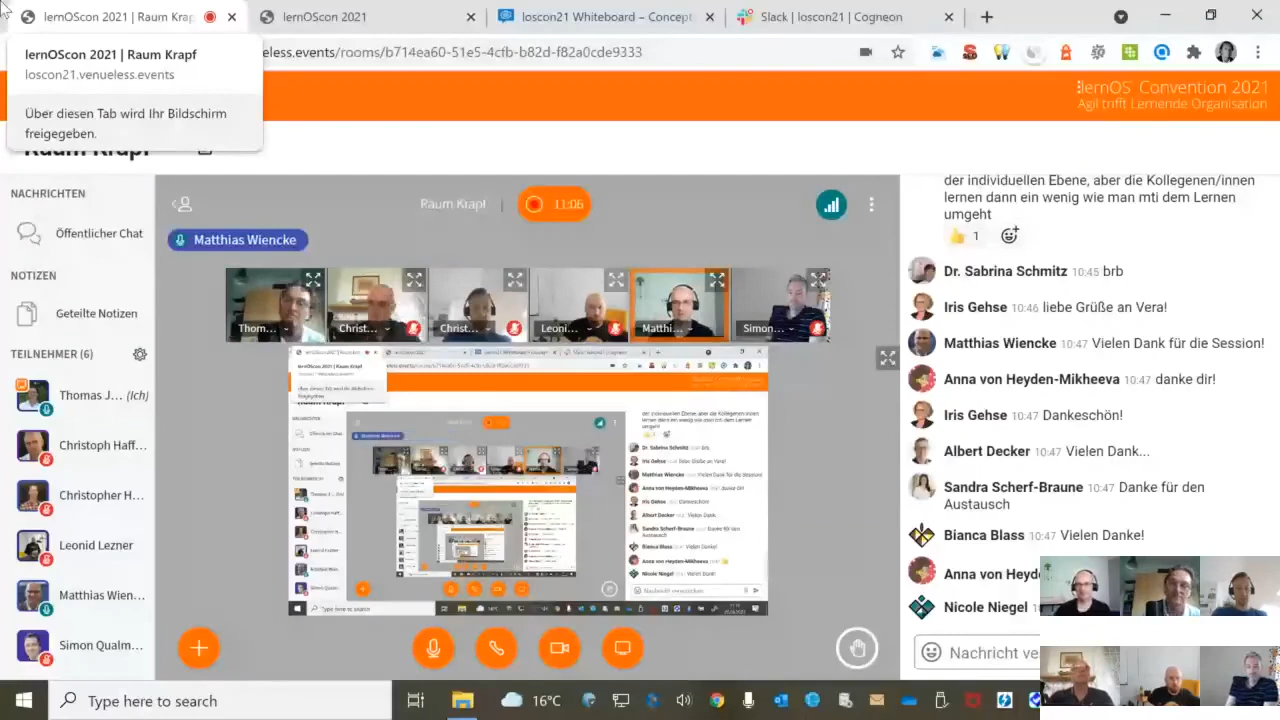 lernOSCon 2021 | Raum Krap
lernOSCon 2021
loscon21 Whiteboard – Concept
Slack | loscon21 | Cogneon
lernOSCon 2021 | Raum Krapf
loscon21.venueless.events
eless.events/rooms/b714ea60-51e5-4cfb-b82d-f82a0cde9333
Über diesen Tab wird Ihr Bildschirm
freigegeben.
lernOS Convention 2021
Agil trifft Lernende Organisation
Raum Krapf
NACHRICHTEN
Öffentlicher Chat
NOTIZEN
Geteilte Notizen
TEILNEHMER (6)
Thomas J...
Christoph Haff...
Christopher H...
Leonid Lezner
Matthias Wien...
Simon Qualm...
Raum Krapf | 11:06
Matthias Wiencke
Thom...
Christ...
Christ...
Leoni...
Matthi...
Simon...
der individuellen Ebene, aber die Kollegenen/innen
lernen dann ein wenig wie man mti dem Lernen
umgeht
1
Dr. Sabrina Schmitz 10:45 brb
Iris Gehse 10:46 liebe Grüße an Vera!
Matthias Wiencke 10:47 Vielen Dank für die Session!
Anna von Heyden-Mikheeva 10:47 danke dir!
Iris Gehse 10:47 Dankeschön!
Albert Decker 10:47 Vielen Dank...
Sandra Scherf-Braune 10:47 Danke für den
Austausch
Bianca Blass 10:47 Vielen Danke!
Anna von Heyd
Nicole Niegel
Nachricht ve
Type here to search
16°C